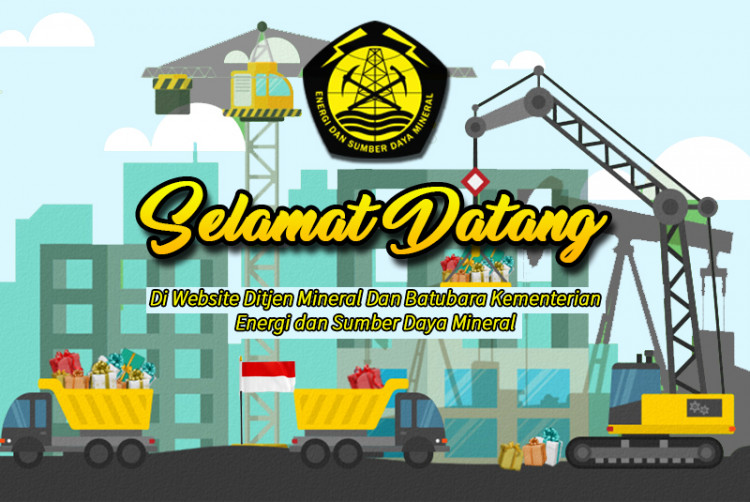 ENERGI DAN SUMBER DAYA MINERAL
Selamat Datang
Di Website Ditjen Mineral Dan Batubara Kementerian
Energi dan Sumber Daya Mineral